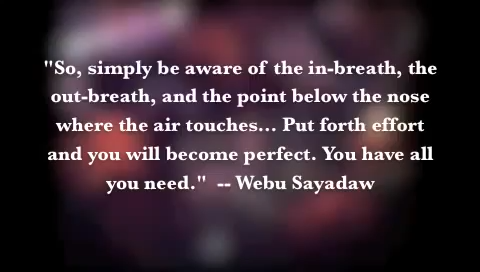 "So, simply be aware of the in-breath, the
out-breath, and the point below the nose
where the air touches... Put forth effort
and you will become perfect. You have all
you need."  -- Webu Sayadaw